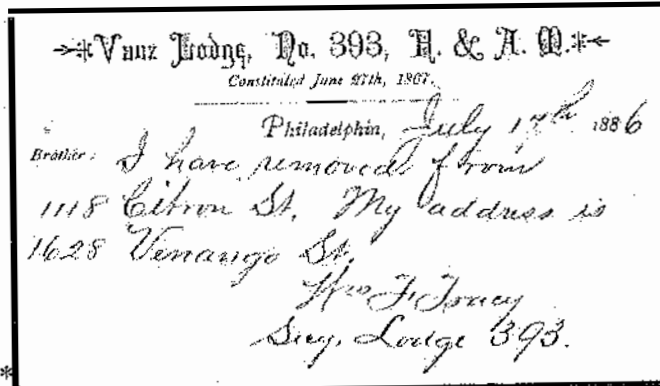 Vaux Lodge, No. 393, F. & A. M.
Constituted June 27th, 1867.
Philadelphia, July 17th 1886
Brother: I have removed from
1118 Citron St. My address is
1628 Venango St.
Wm F.
Secy. Lodge 393.